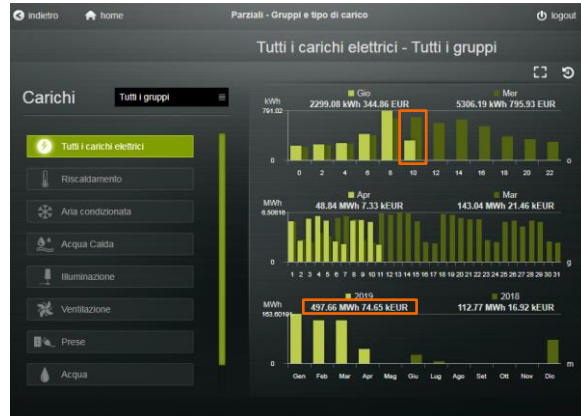 indietro home Parziali - Gruppi e tipo di carico logout
Tutti i carichi elettrici - Tutti i gruppi
Carichi Tutti i gruppi
Tutti i carichi elettrici
Riscaldamento
Aria condizionata
Acqua Calda
Illuminazione
Ventilazione
Prese
Acqua
kWh Gio Mer
791.02 2299.08 kWh 344.86 EUR 5306.19 kWh 795.93 EUR
0 o
0 2 4 6 8 10 12 14 16 18 20 22
MWh Apr Mar
6.50816 48.84 MWh 7.33 kEUR 143.04 MWh 21.46 kEUR
0 g
1 2 3 4 5 6 7 8 9 10 11 12 13 14 15 16 17 18 19 20 21 22 23 24 25 26 27 28 29 30 31
MWh 2019 2018
163.60191 497.66 MWh 74.65 kEUR 112.77 MWh 16.92 kEUR
0 m
Gen Feb Mar Apr Mag Giu Lug Ago Set Ott Nov Dic